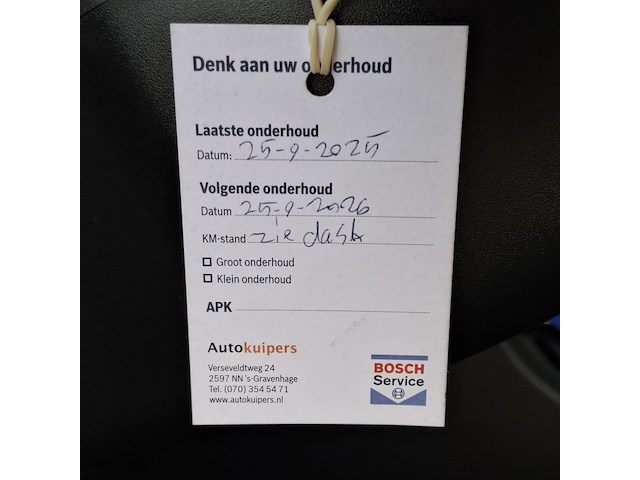 Denk aan uw onderhoud
Laatste onderhoud
Datum: 25-9-2025
Volgende onderhoud
Datum 25-9-2026
KM-stand zie dash
Groot onderhoud
Klein onderhoud
APK
Autokuipers
Verseveldtweg 24
2597 NN 's-Gravenhage
Tel. (070) 354 54 71
www.autokuipers.nl
BOSCH
Service